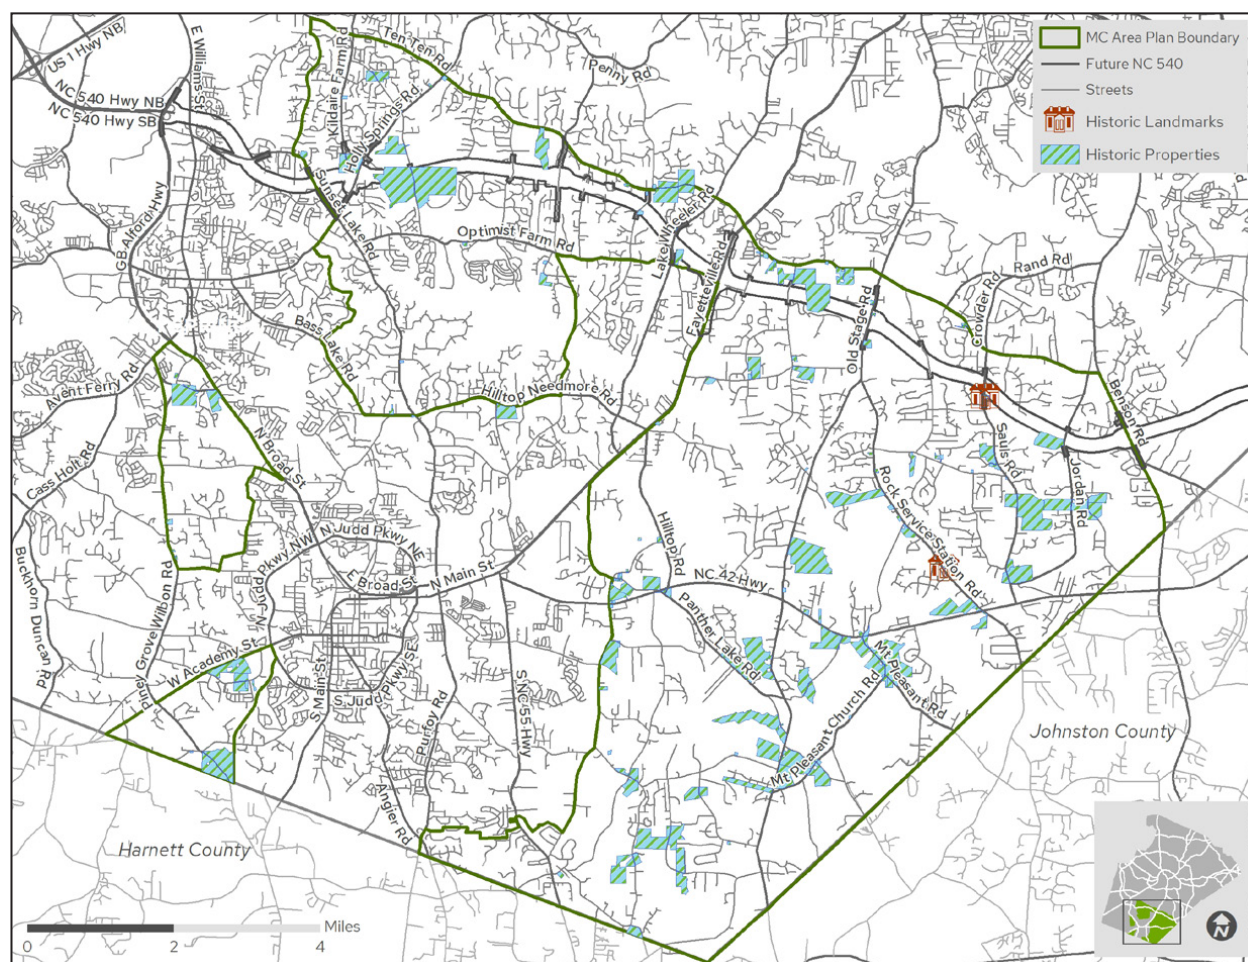 US 1 Hwy NB
E Williams St
NC 540 Hwy NB
NC 540 Hwy SB
Kildaire Farm Rd
Ten Ten Rd
Holly Springs Rd
Penny Rd
MC Area Plan Boundary
Future NC 540
Streets
Historic Landmarks
Historic Properties
GB Alford Hwy
Sunset Lake Rd
Optimist Farm Rd
Lake Wheeler Rd
Fayetteville Rd
Old Stage Rd
Crowder Rd
Rand Rd
Bass Lake Rd
Hilltop Needmore Rd
Avent Ferry Rd
Benson Rd
Cass Holt Rd
N Broad St
Sauls Rd
Jordan Rd
Rock Service Station Rd
N Judd Pkwy NE
N Judd Pkwy NW
E Broad St
N Main St
Hilltop Rd
NC 42 Hwy
Buckhorn Duncan Rd
Piney Grove Wilbon Rd
W Academy St
S Main St
S Judd Pkwy SE
Purfoy Rd
S NC 55 Hwy
Panther Lake Rd
Mt Pleasant Rd
Mt Pleasant Church Rd
Angier Rd
Johnston County
Harnett County
0
2
4
Miles
N